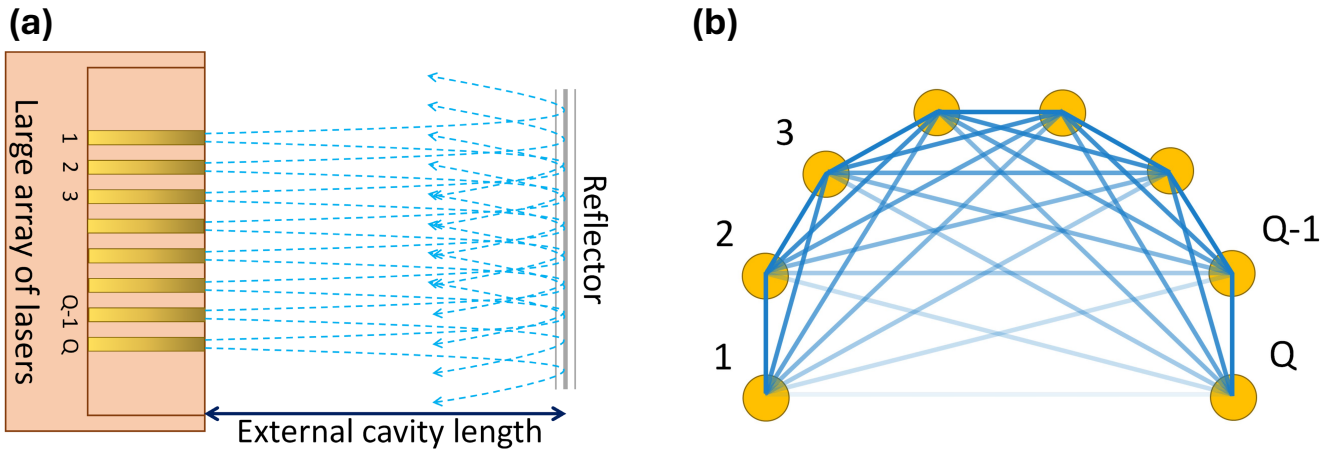 (a)
Large array of lasers
1
2
3
Q-1
Q
Reflector
External cavity length
(b)
3
2
1
Q-1
Q